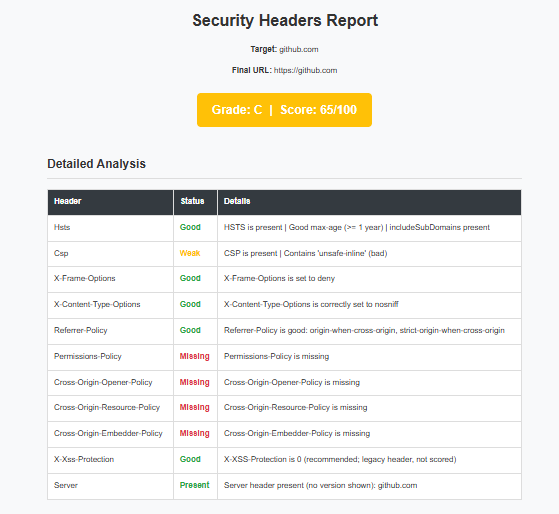 Security Headers Report
Target: github.com
Final URL: https://github.com
Grade: C | Score: 65/100
Detailed Analysis
Header Status Details
Hsts Good HSTS is present | Good max-age (>= 1 year) | includeSubDomains present
Csp Weak CSP is present | Contains 'unsafe-inline' (bad)
X-Frame-Options Good X-Frame-Options is set to deny
X-Content-Type-Options Good X-Content-Type-Options is correctly set to nosniff
Referrer-Policy Good Referrer-Policy is good: origin-when-cross-origin, strict-origin-when-cross-origin
Permissions-Policy Missing Permissions-Policy is missing
Cross-Origin-Opener-Policy Missing Cross-Origin-Opener-Policy is missing
Cross-Origin-Resource-Policy Missing Cross-Origin-Resource-Policy is missing
Cross-Origin-Embedder-Policy Missing Cross-Origin-Embedder-Policy is missing
X-Xss-Protection Good X-XSS-Protection is 0 (recommended; legacy header, not scored)
Server Present Server header present (no version shown): github.com